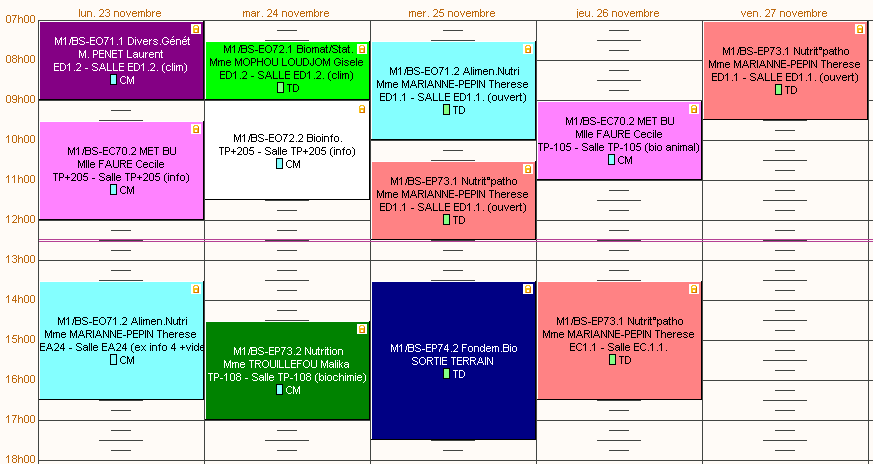 lun. 23 novembre
mar. 24 novembre
mer. 25 novembre
jeu. 26 novembre
ven. 27 novembre
07h00
08h00
09h00
10h00
11h00
12h00
13h00
14h00
15h00
16h00
17h00
18h00
M1/BS-EO71.1 Divers.Génét
M. PENET Laurent
ED1.2 - SALLE ED1.2. (clim)
CM
M1/BS-EC70.2 MET BU
Mlle FAURE Cecile
TP+205 - Salle TP+205 (info)
CM
M1/BS-EO71.2 Alimen.Nutri
Mme MARIANNE-PEPIN Therese
EA24 - Salle EA24 (ex info 4 +vide
CM
M1/BS-EO72.1 Biomat/Stat.
Mme MOPHOU LOUDJOM Gisele
ED1.2 - SALLE ED1.2. (clim)
TD
M1/BS-EO72.2 Bioinfo.
TP+205 - Salle TP+205 (info)
CM
M1/BS-EP73.2 Nutrition
Mme TROUILLEFOU Malika
TP-108 - Salle TP-108 (biochimie)
CM
M1/BS-EO71.2 Alimen.Nutri
Mme MARIANNE-PEPIN Therese
ED1.1 - SALLE ED1.1. (ouvert)
TD
M1/BS-EP73.1 Nutrit°patho
Mme MARIANNE-PEPIN Therese
ED1.1 - SALLE ED1.1. (ouvert)
TD
M1/BS-EP74.2 Fondem.Bio
SORTIE TERRAIN
TD
M1/BS-EC70.2 MET BU
Mlle FAURE Cecile
TP-105 - Salle TP-105 (bio animal)
CM
M1/BS-EP73.1 Nutrit°patho
Mme MARIANNE-PEPIN Therese
EC1.1 - Salle EC.1.1.
TD
M1/BS-EP73.1 Nutrit°patho
Mme MARIANNE-PEPIN Therese
ED1.1 - SALLE ED1.1. (ouvert)
TD